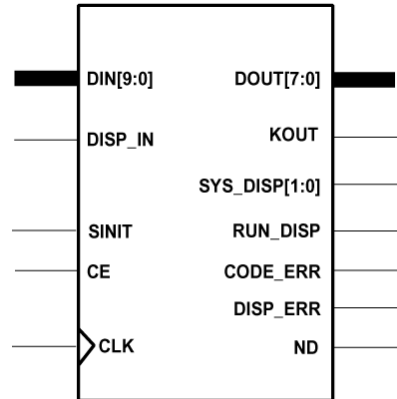 DIN[9:0] DOUT[7:0]
DISP_IN KOUT
SYS_DISP[1:0]
SINIT RUN_DISP
CE CODE_ERR
DISP_ERR
CLK ND